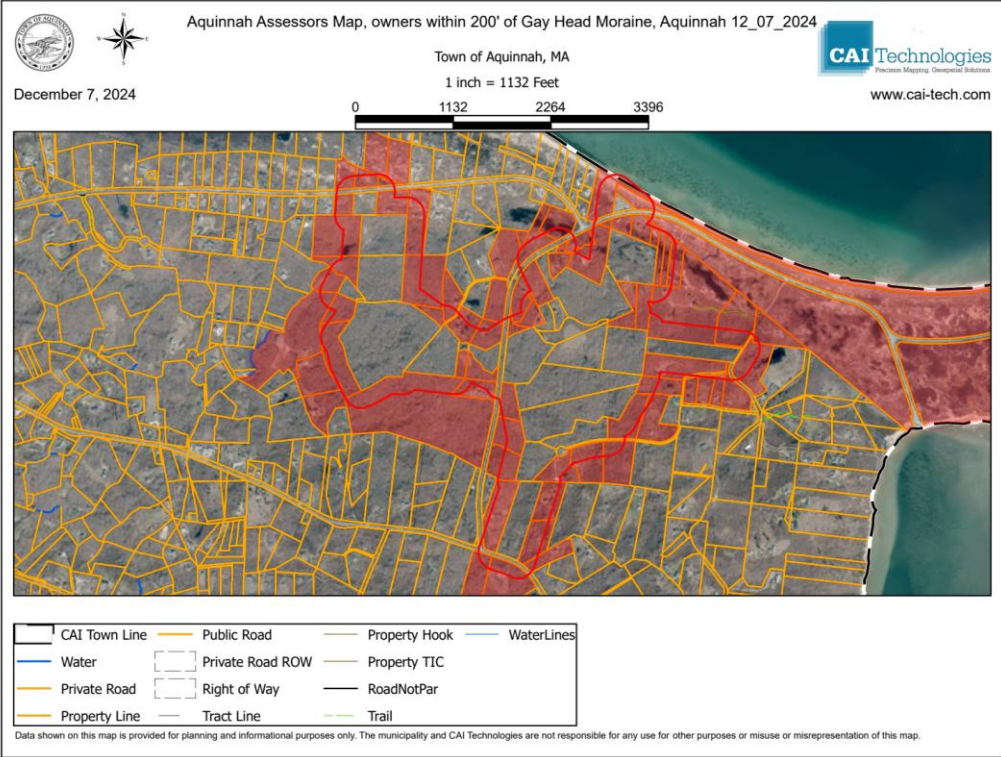 Aquinnah Assessors Map, owners within 200' of Gay Head Moraine, Aquinnah 12_07_2024
TOWN OF AQUINNAH
N
W
E
S
Town of Aquinnah, MA
CAI Technologies
Precision Mapping. Geospatial Solutions.
1 inch = 1132 Feet
December 7, 2024
www.cai-tech.com
0 1132 2264 3396
CAI Town Line
Public Road
Property Hook
WaterLines
Water
Private Road ROW
Property TIC
Private Road
Right of Way
RoadNotPar
Property Line
Tract Line
Trail
Data shown on this map is provided for planning and informational purposes only. The municipality and CAI Technologies are not responsible for any use for other purposes or misuse or misrepresentation of this map.